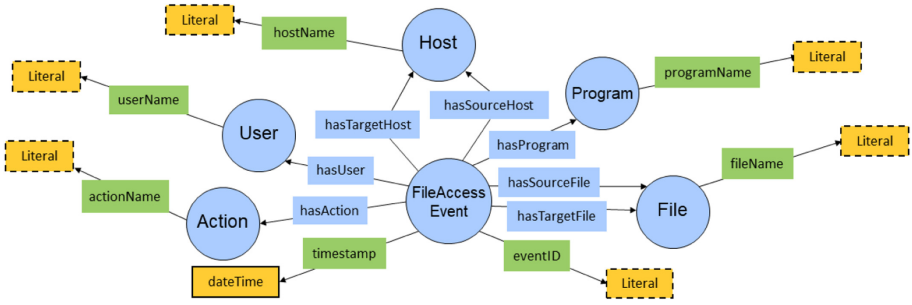 Literal
hostName
Host
Literal
userName
hasTargetHost
hasSourceHost
Program
programName
Literal
User
hasProgram
Literal
actionName
hasUser
FileAccess
Event
hasSourceFile
hasTargetFile
fileName
Literal
Action
hasAction
File
timestamp
eventID
dateTime
Literal